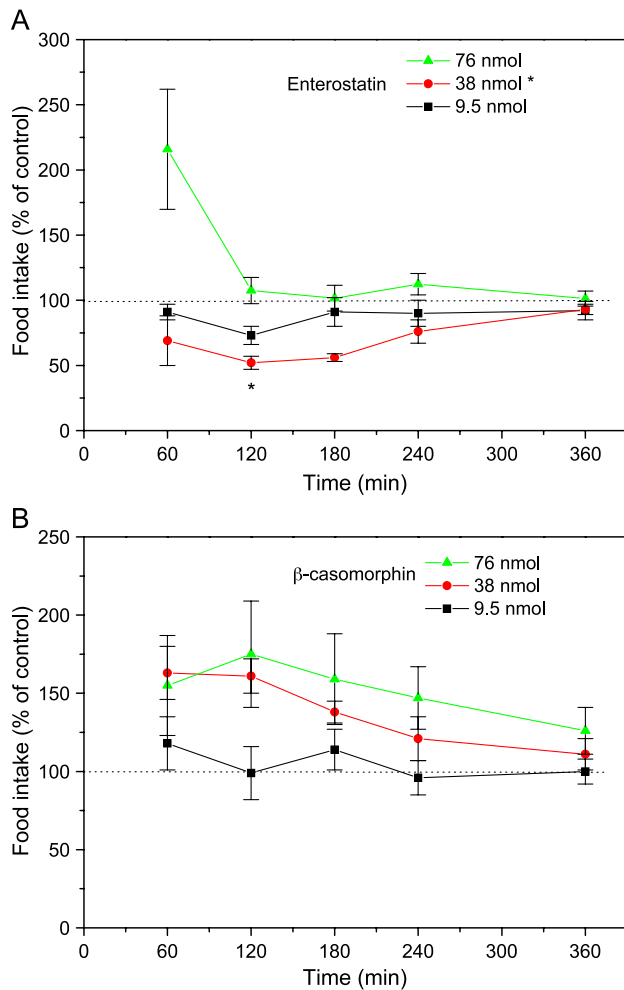 A
300
250
200
150
100
50
0
Food intake (% of control)
Enterostatin
76 nmol
38 nmol *
9.5 nmol
*
0 60 120 180 240 300 360
Time (min)
B
250
200
150
100
50
0
Food intake (% of control)
β-casomorphin
76 nmol
38 nmol
9.5 nmol
0 60 120 180 240 300 360
Time (min)